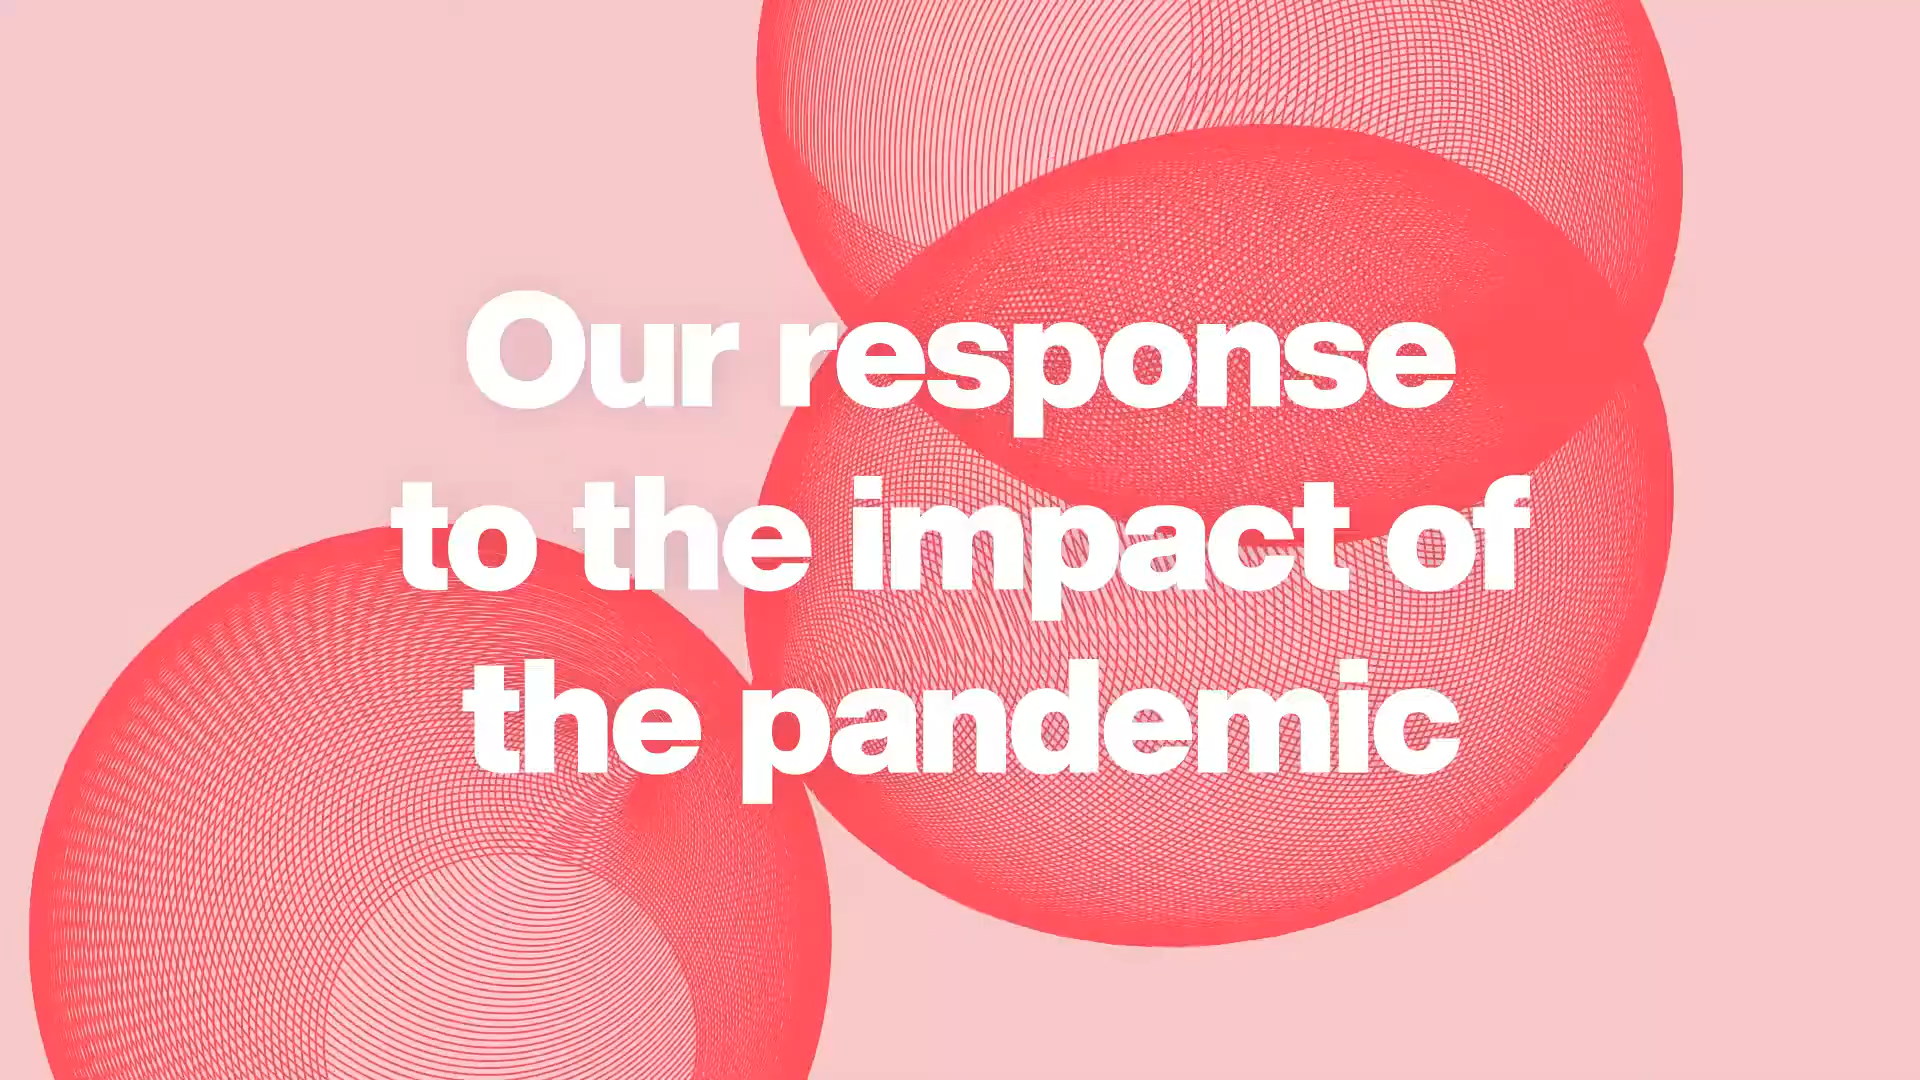 Our response
to the impact of
the pandemic